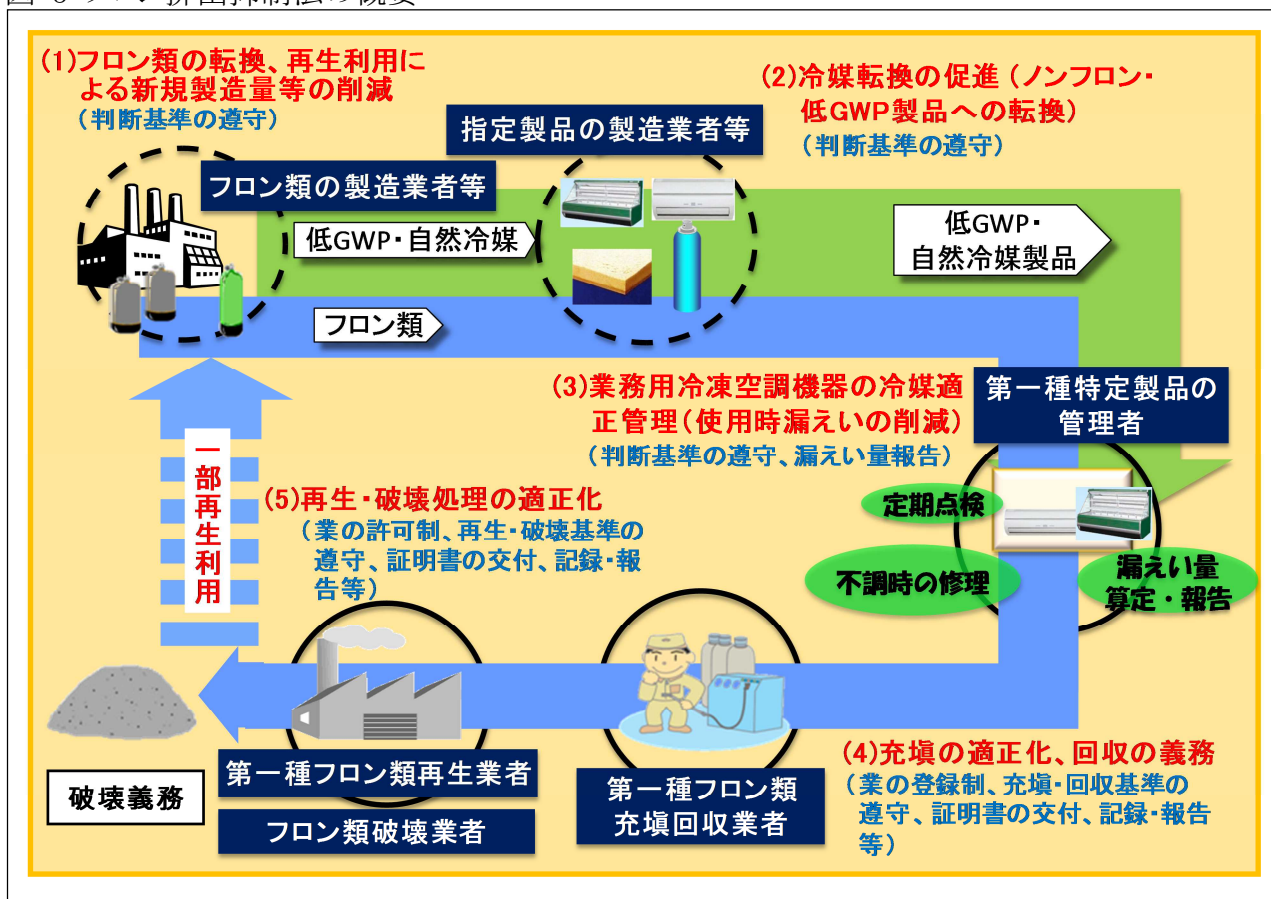 (1)フロン類の転換、再生利用に
よる新規製造量等の削減
(判断基準の遵守)
(2)冷媒転換の促進(ノンフロン・
低GWP製品への転換)
(判断基準の遵守)
指定製品の製造業者等
フロン類の製造業者等
低GWP・自然冷媒
低GWP・
自然冷媒製品
フロン類
(3)業務用冷凍空調機器の冷媒適
正管理(使用時漏えいの削減)
(判断基準の遵守、漏えい量報告)
第一種特定製品の
管理者
定期点検
不調時の修理
漏えい量
算定・報告
一部再生利用
(5)再生・破壊処理の適正化
(業の許可制、再生・破壊基準の
遵守、証明書の交付、記録・報
告等)
破壊義務
第一種フロン類再生業者
フロン類破壊業者
第一種フロン類
充塡回収業者
(4)充塡の適正化、回収の義務
(業の登録制、充塡・回収基準の
遵守、証明書の交付、記録・報告
等)